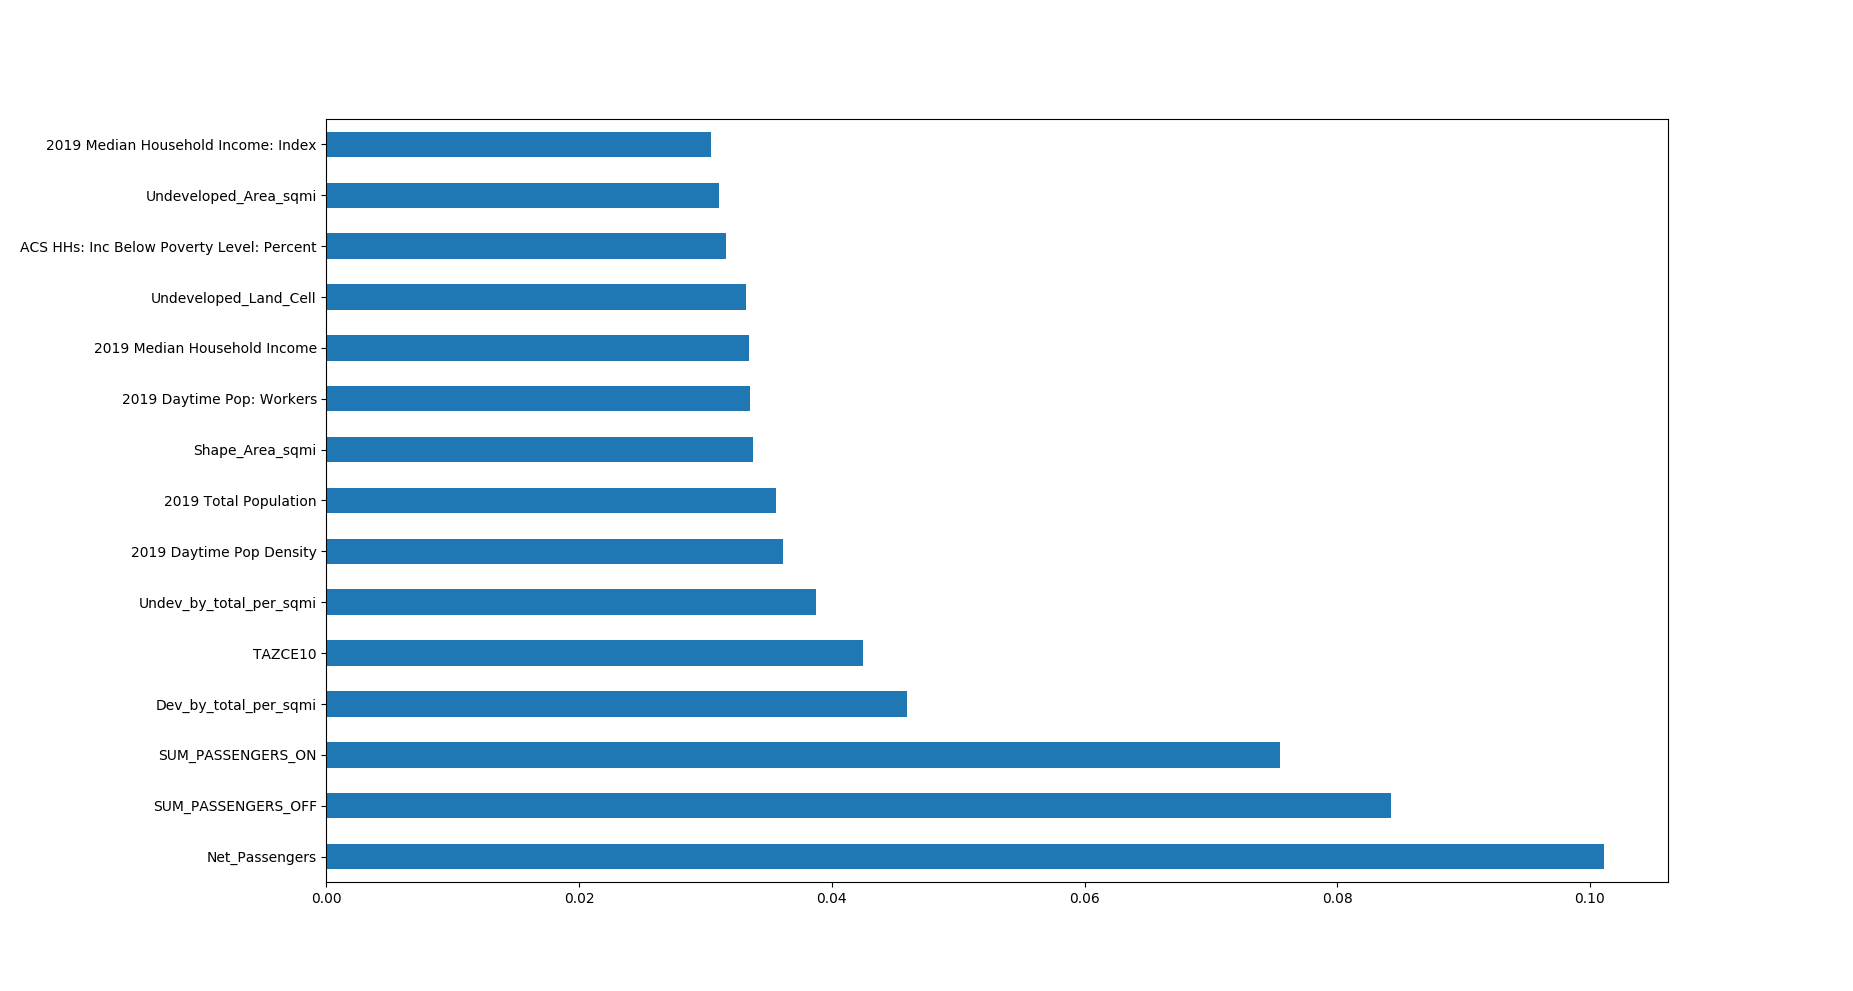 2019 Median Household Income: Index
Undeveloped_Area_sqmi
ACS HHs: Inc Below Poverty Level: Percent
Undeveloped_Land_Cell
2019 Median Household Income
2019 Daytime Pop: Workers
Shape_Area_sqmi
2019 Total Population
2019 Daytime Pop Density
Undev_by_total_per_sqmi
TAZCE10
Dev_by_total_per_sqmi
SUM_PASSENGERS_ON
SUM_PASSENGERS_OFF
Net_Passengers
0.00 0.02 0.04 0.06 0.08 0.10